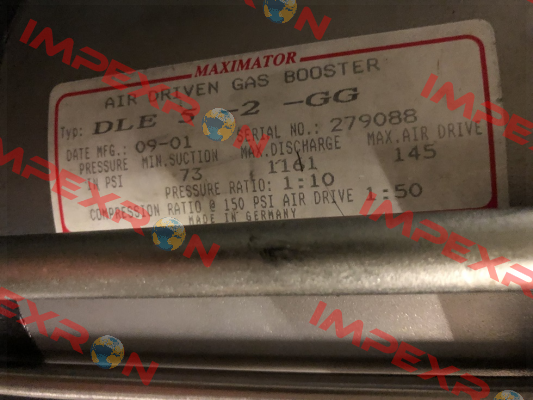 MAXIMATOR
AIR DRIVEN GAS BOOSTER
Typ: DLE 5 -2 -GG
DATE MFG.: 09-01 SERIAL NO.: 279088
PRESSURE MIN.SUCTION MAX.DISCHARGE MAX.AIR DRIVE
IN PSI 73 1141 145
PRESSURE RATIO: 1:10
COMPRESSION RATIO @ 150 PSI AIR DRIVE 1:50
MADE IN GERMANY
IMPEXRON
IMPEXRON
IMPEXRON
IMPEXRON
IMPEXRON
IMPEXRON